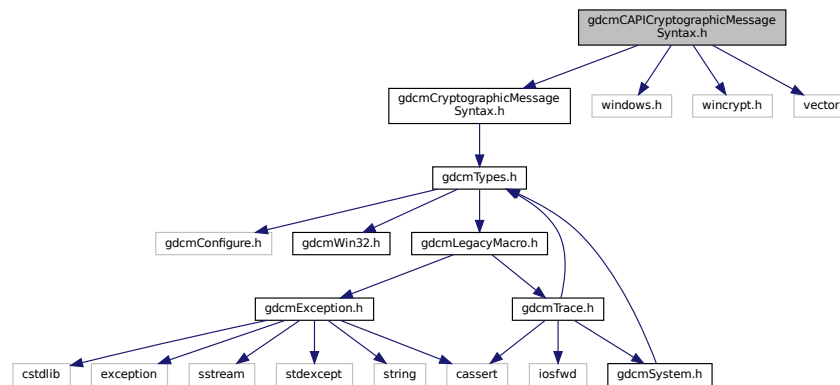 gdcmCAPICryptographicMessage
Syntax.h
gdcmCryptographicMessage
Syntax.h
windows.h
wincrypt.h
vector
gdcmTypes.h
gdcmConfigure.h
gdcmWin32.h
gdcmLegacyMacro.h
gdcmException.h
gdcmTrace.h
cstdlib
exception
sstream
stdexcept
string
cassert
iosfwd
gdcmSystem.h